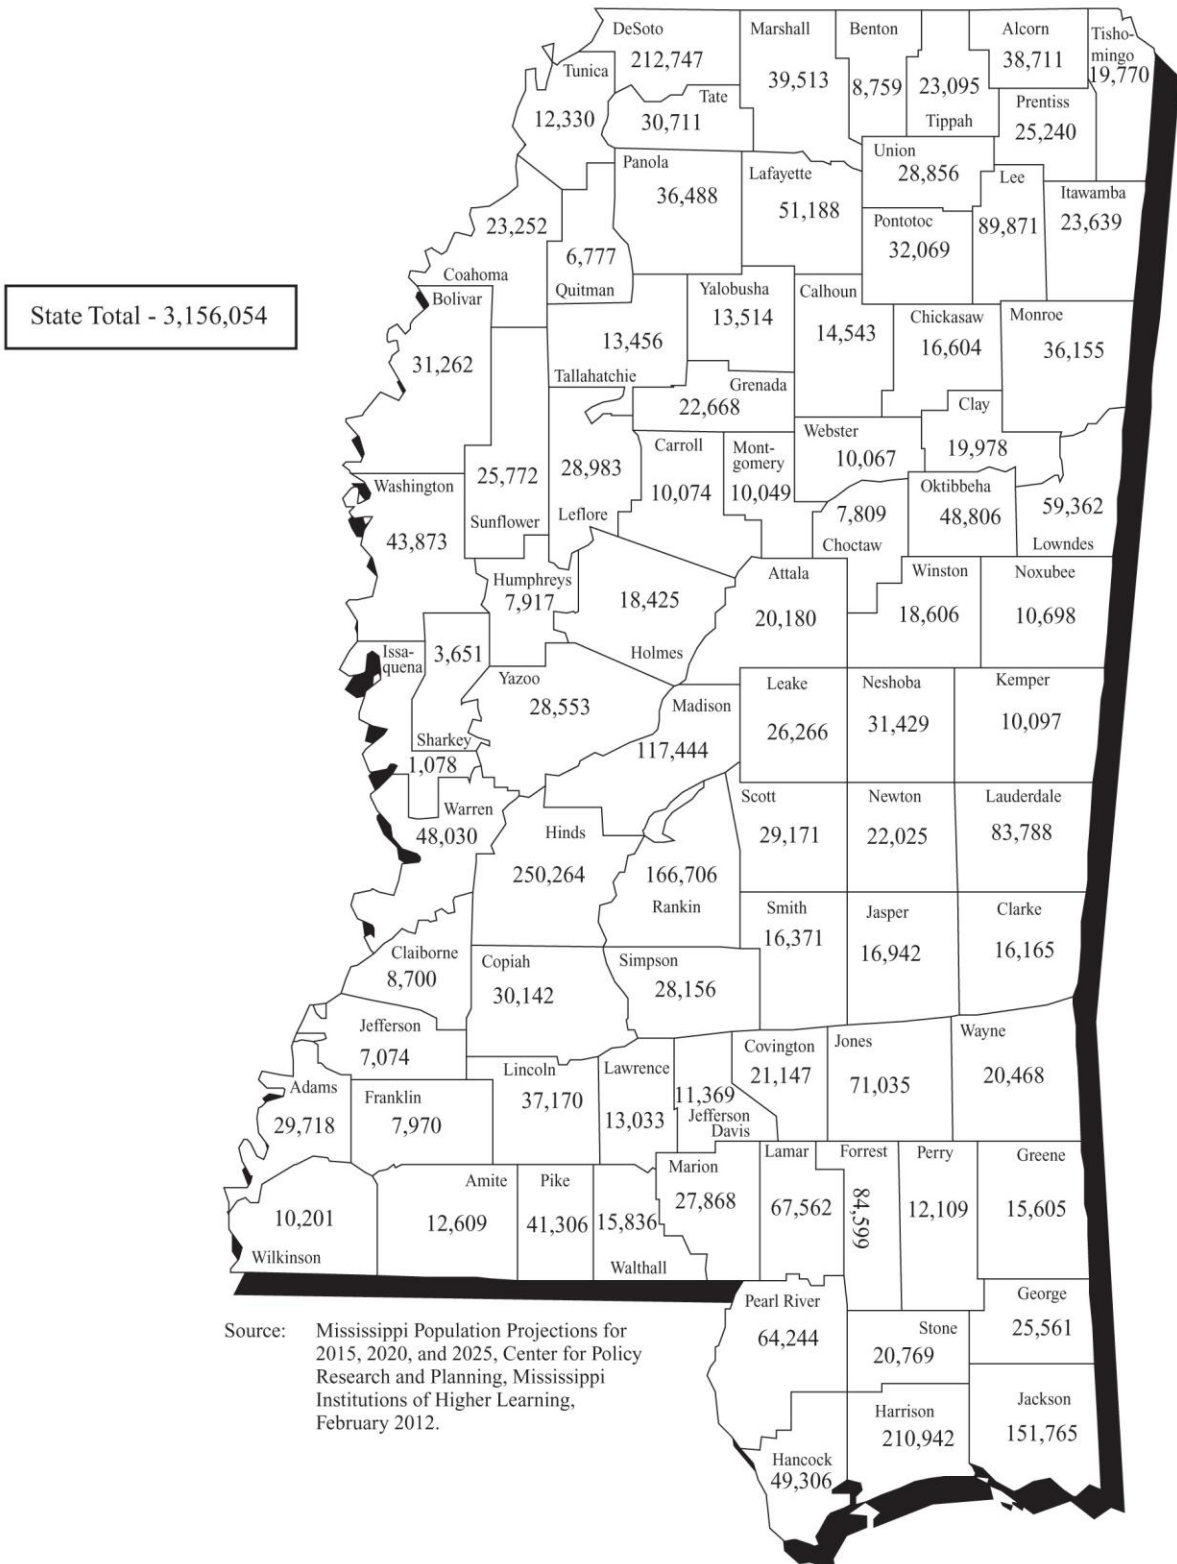 DeSoto
212,747
Marshall
39,513
Benton
8,759
23,095
Tippah
Alcorn
38,711
Tisho-
mingo
19,770
Tunica
12,330
Tate
30,711
Prentiss
25,240
Panola
36,488
Lafayette
51,188
Union
28,856
Lee
89,871
Itawamba
23,639
23,252
Coahoma
6,777
Quitman
Pontotoc
32,069
State Total - 3,156,054
Bolivar
31,262
13,456
Tallahatchie
Yalobusha
13,514
Calhoun
14,543
Chickasaw
16,604
Monroe
36,155
Grenada
22,668
Clay
19,978
Washington
43,873
25,772
Sunflower
28,983
Leflore
Carroll
10,074
Mont-
gomery
10,049
Webster
10,067
7,809
Choctaw
Oktibbeha
48,806
59,362
Lowndes
Humphreys
7,917
18,425
Holmes
Attala
20,180
Winston
18,606
Noxubee
10,698
Issa-
quena
3,651
Sharkey
1,078
Yazoo
28,553
Madison
117,444
Leake
26,266
Neshoba
31,429
Kemper
10,097
Warren
48,030
Hinds
250,264
166,706
Rankin
Scott
29,171
Newton
22,025
Lauderdale
83,788
Smith
16,371
Jasper
16,942
Clarke
16,165
Claiborne
8,700
Copiah
30,142
Simpson
28,156
Jefferson
7,074
Lincoln
37,170
Lawrence
13,033
11,369
Jefferson
Davis
Covington
21,147
Jones
71,035
Wayne
20,468
Adams
29,718
Franklin
7,970
10,201
Wilkinson
Amite
12,609
Pike
41,306
15,836
Walthall
Marion
27,868
Lamar
67,562
Forrest
84,599
Perry
12,109
Greene
15,605
Pearl River
64,244
Stone
20,769
George
25,561
Hancock
49,306
Harrison
210,942
Jackson
151,765
Source: Mississippi Population Projections for
2015, 2020, and 2025, Center for Policy
Research and Planning, Mississippi
Institutions of Higher Learning,
February 2012.